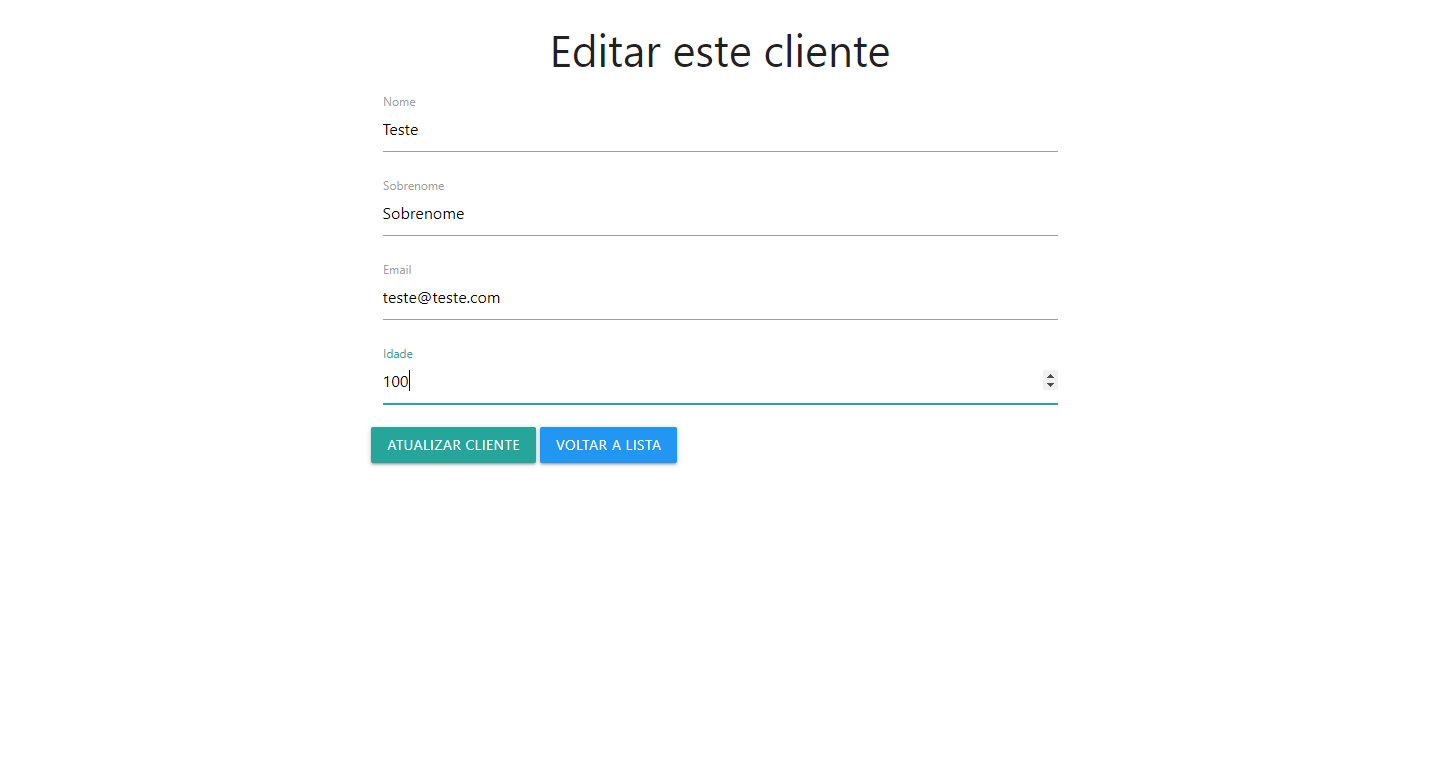 Editar este cliente
Nome
Teste
Sobrenome
Sobrenome
Email
teste@teste.com
Idade
100
ATUALIZAR CLIENTE VOLTAR A LISTA